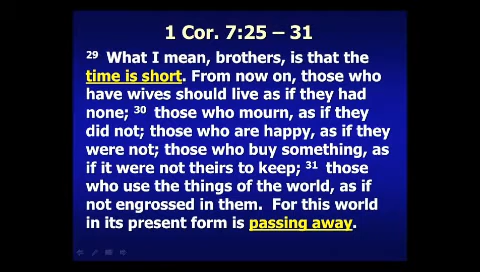 1 Cor. 7:25 – 31
29 What I mean, brothers, is that the
time is short. From now on, those who
have wives should live as if they had
none; 30 those who mourn, as if they
did not; those who are happy, as if they
were not; those who buy something, as
if it were not theirs to keep; 31 those
who use the things of the world, as if
not engrossed in them. For this world
in its present form is passing away.